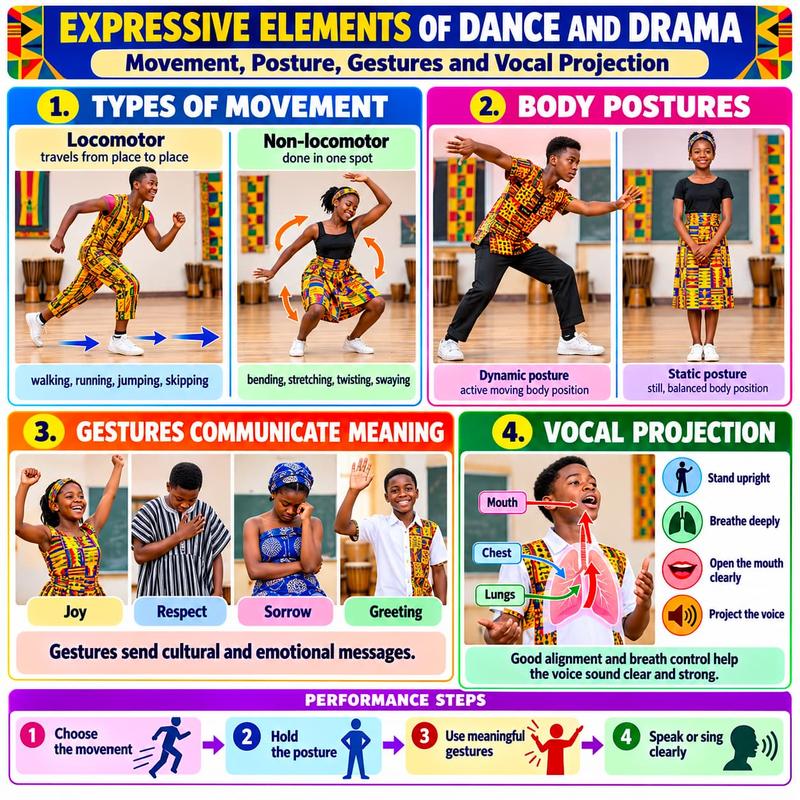 EXPRESSIVE ELEMENTS OF DANCE AND DRAMA
Movement, Posture, Gestures and Vocal Projection
1. TYPES OF MOVEMENT
Locomotor
travels from place to place
Non-locomotor
done in one spot
walking, running, jumping, skipping
bending, stretching, twisting, swaying
2. BODY POSTURES
Dynamic posture
active moving body position
Static posture
still, balanced body position
3. GESTURES COMMUNICATE MEANING
Joy
Respect
Sorrow
Greeting
Gestures send cultural and emotional messages.
4. VOCAL PROJECTION
Mouth
Chest
Lungs
Stand upright
Breathe deeply
Open the mouth
clearly
Project the voice
Good alignment and breath control help
the voice sound clear and strong.
PERFORMANCE STEPS
1 Choose
the movement
2 Hold
the posture
3 Use meaningful
gestures
4 Speak or sing
clearly